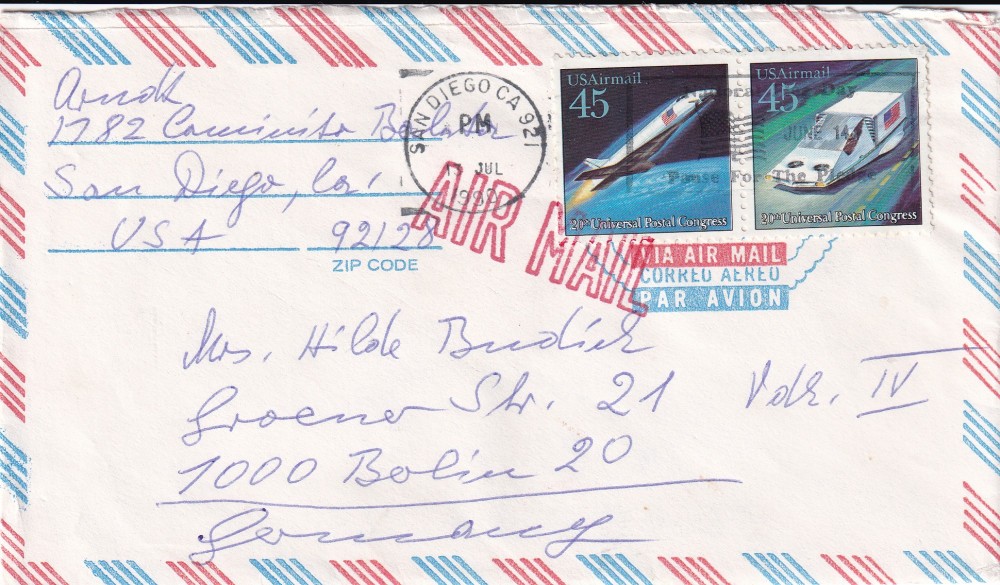 Arndt
1782 Caminito
San Diego, Ca.
USA 92128
ZIP CODE
SAN DIEGO CA 921
PM
JUL
USAirmail
45
20th Universal Postal Congress
USAirmail
45
20th Universal Postal Congress
Day
JUNE 14
Pause For The Pledge
AIR MAIL
VIA AIR MAIL
CORREO AEREO
PAR AVION
Mrs. Hilde
Str. 21 IV
1000 Berlin 20
Germany